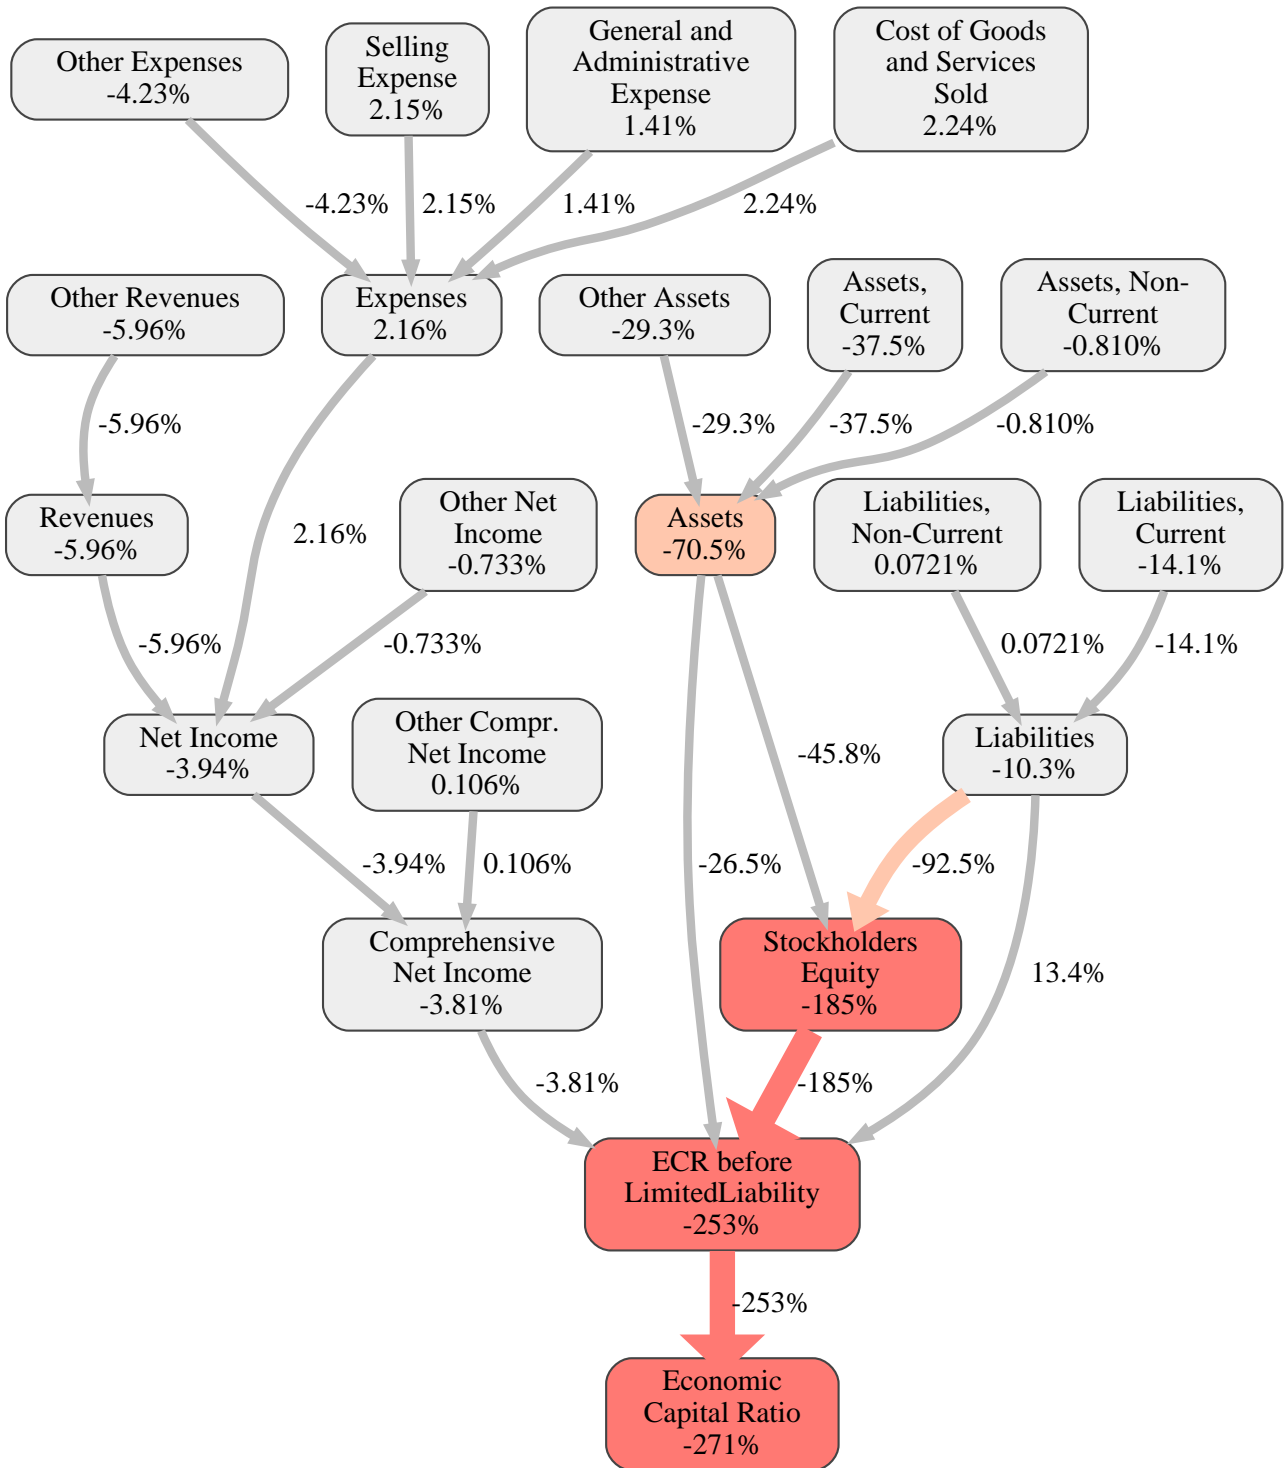 Other Expenses
-4.23%
Selling
Expense
2.15%
General and
Administrative
Expense
1.41%
Cost of Goods
and Services
Sold
2.24%
-4.23%
2.15%
1.41%
2.24%
Other Revenues
-5.96%
Expenses
2.16%
Other Assets
-29.3%
Assets,
Current
-37.5%
Assets, Non-
Current
-0.810%
-5.96%
-29.3%
-37.5%
-0.810%
Revenues
-5.96%
2.16%
Other Net
Income
-0.733%
Assets
-70.5%
Liabilities,
Non-Current
0.0721%
Liabilities,
Current
-14.1%
-5.96%
-0.733%
0.0721%
-14.1%
Net Income
-3.94%
Other Compr.
Net Income
0.106%
-45.8%
Liabilities
-10.3%
-3.94%
0.106%
-26.5%
-92.5%
Comprehensive
Net Income
-3.81%
Stockholders
Equity
-185%
13.4%
-3.81%
-185%
ECR before
LimitedLiability
-253%
-253%
Economic
Capital Ratio
-271%